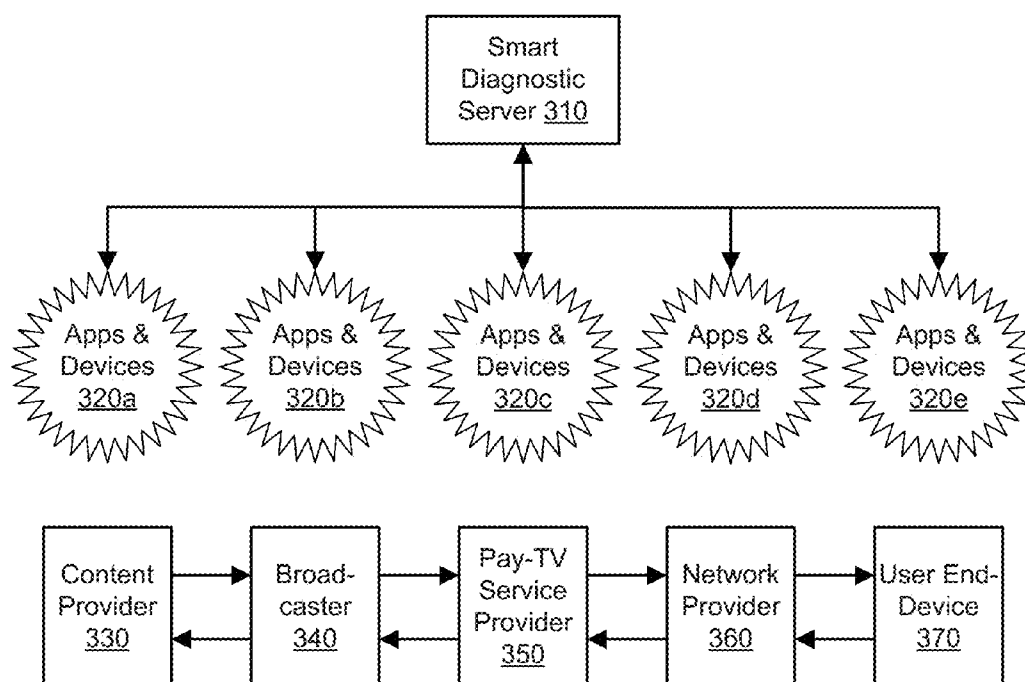 Smart
Diagnostic
Server 310
Apps &
Devices
320a
Apps &
Devices
320b
Apps &
Devices
320c
Apps &
Devices
320d
Apps &
Devices
320e
Content
Provider
330
Broad-
caster
340
Pay-TV
Service
Provider
350
Network
Provider
360
User End-
Device
370